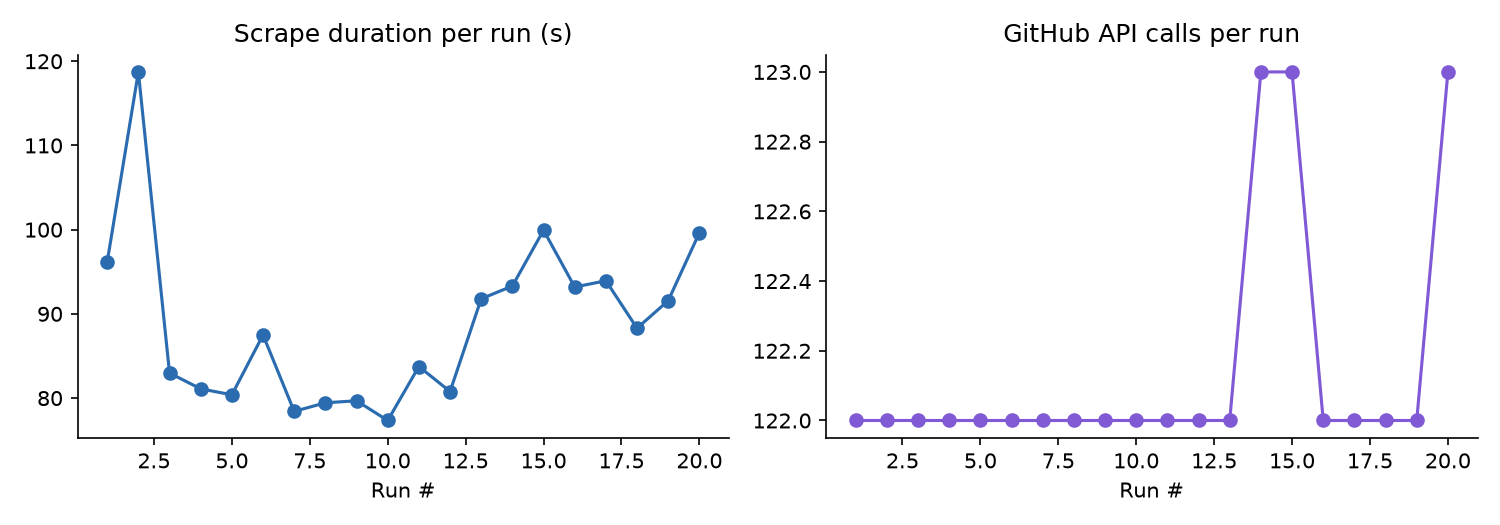 Scrape duration per run (s)
120
110
100
90
80
2.5 5.0 7.5 10.0 12.5 15.0 17.5 20.0
Run #
GitHub API calls per run
123.0
122.8
122.6
122.4
122.2
122.0
2.5 5.0 7.5 10.0 12.5 15.0 17.5 20.0
Run #